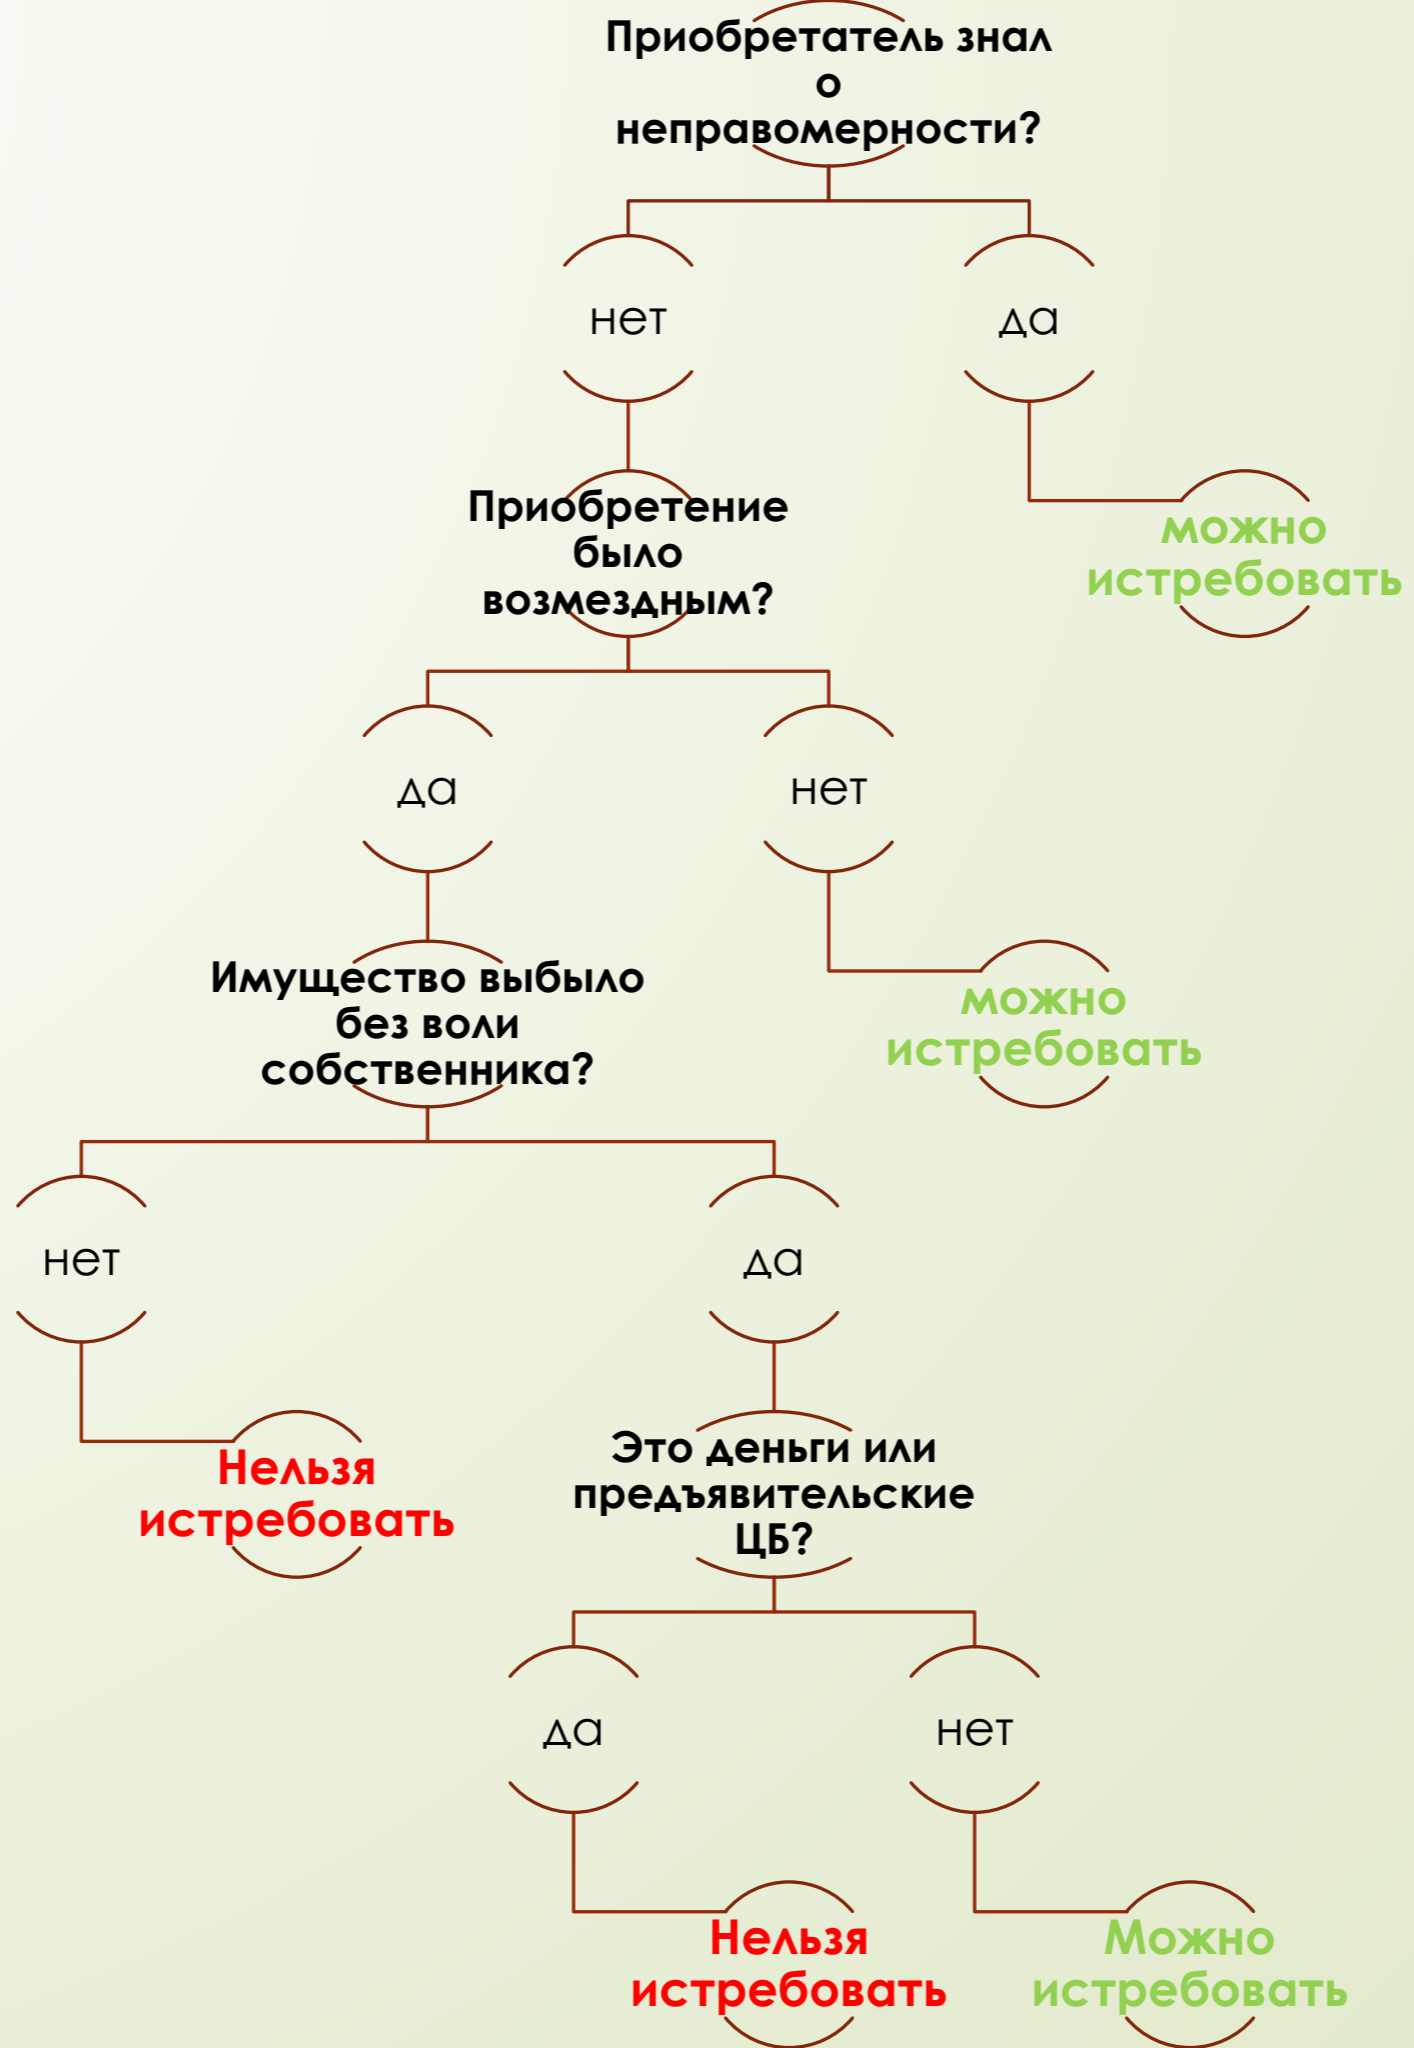 Приобретатель знал
о
неправомерности?
нет
да
Приобретение
было
возмездным?
можно
истребовать
да
нет
Имущество выбыло
без воли
собственника?
можно
истребовать
нет
да
Нельзя
истребовать
Это деньги или
предъявительские
ЦБ?
да
нет
Нельзя
истребовать
Можно
истребовать